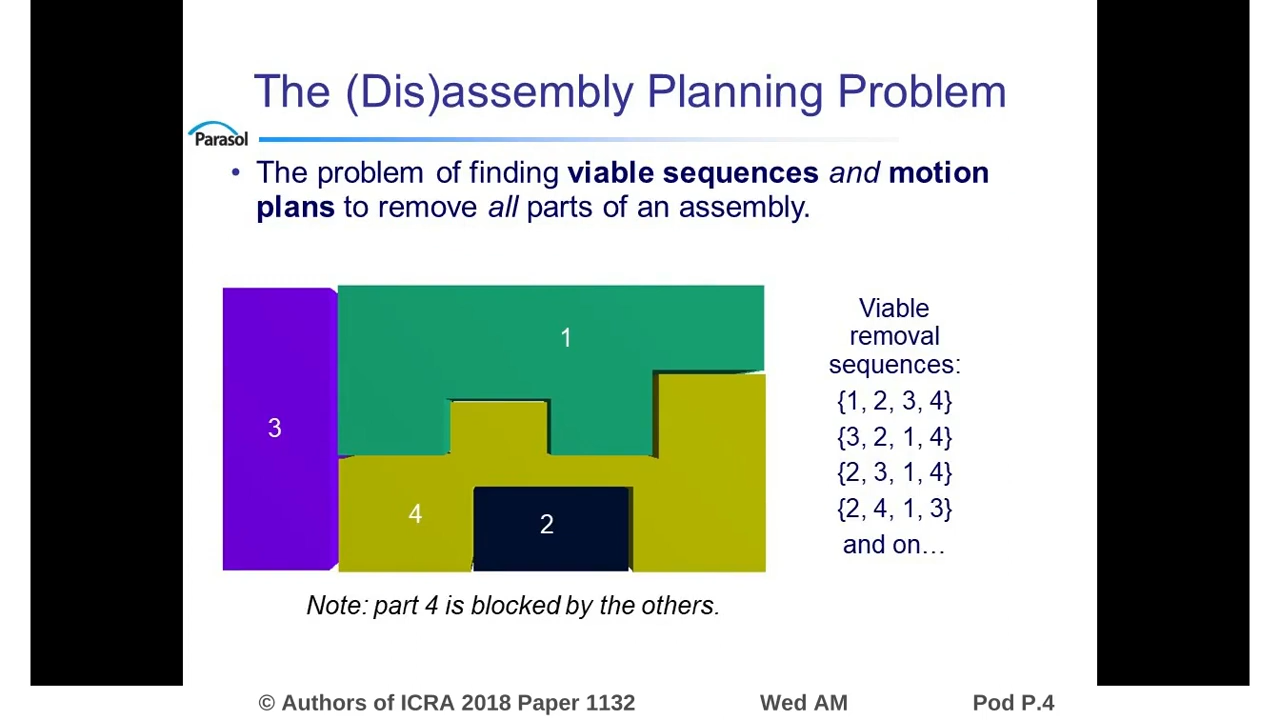 The (Dis)assembly Planning Problem
Parasol
• The problem of finding viable sequences and motion
plans to remove all parts of an assembly.
1
3
4
2
Viable
removal
sequences:
{1, 2, 3, 4}
{3, 2, 1, 4}
{2, 3, 1, 4}
{2, 4, 1, 3}
and on…
Note: part 4 is blocked by the others.
© Authors of ICRA 2018 Paper 1132 Wed AM Pod P.4